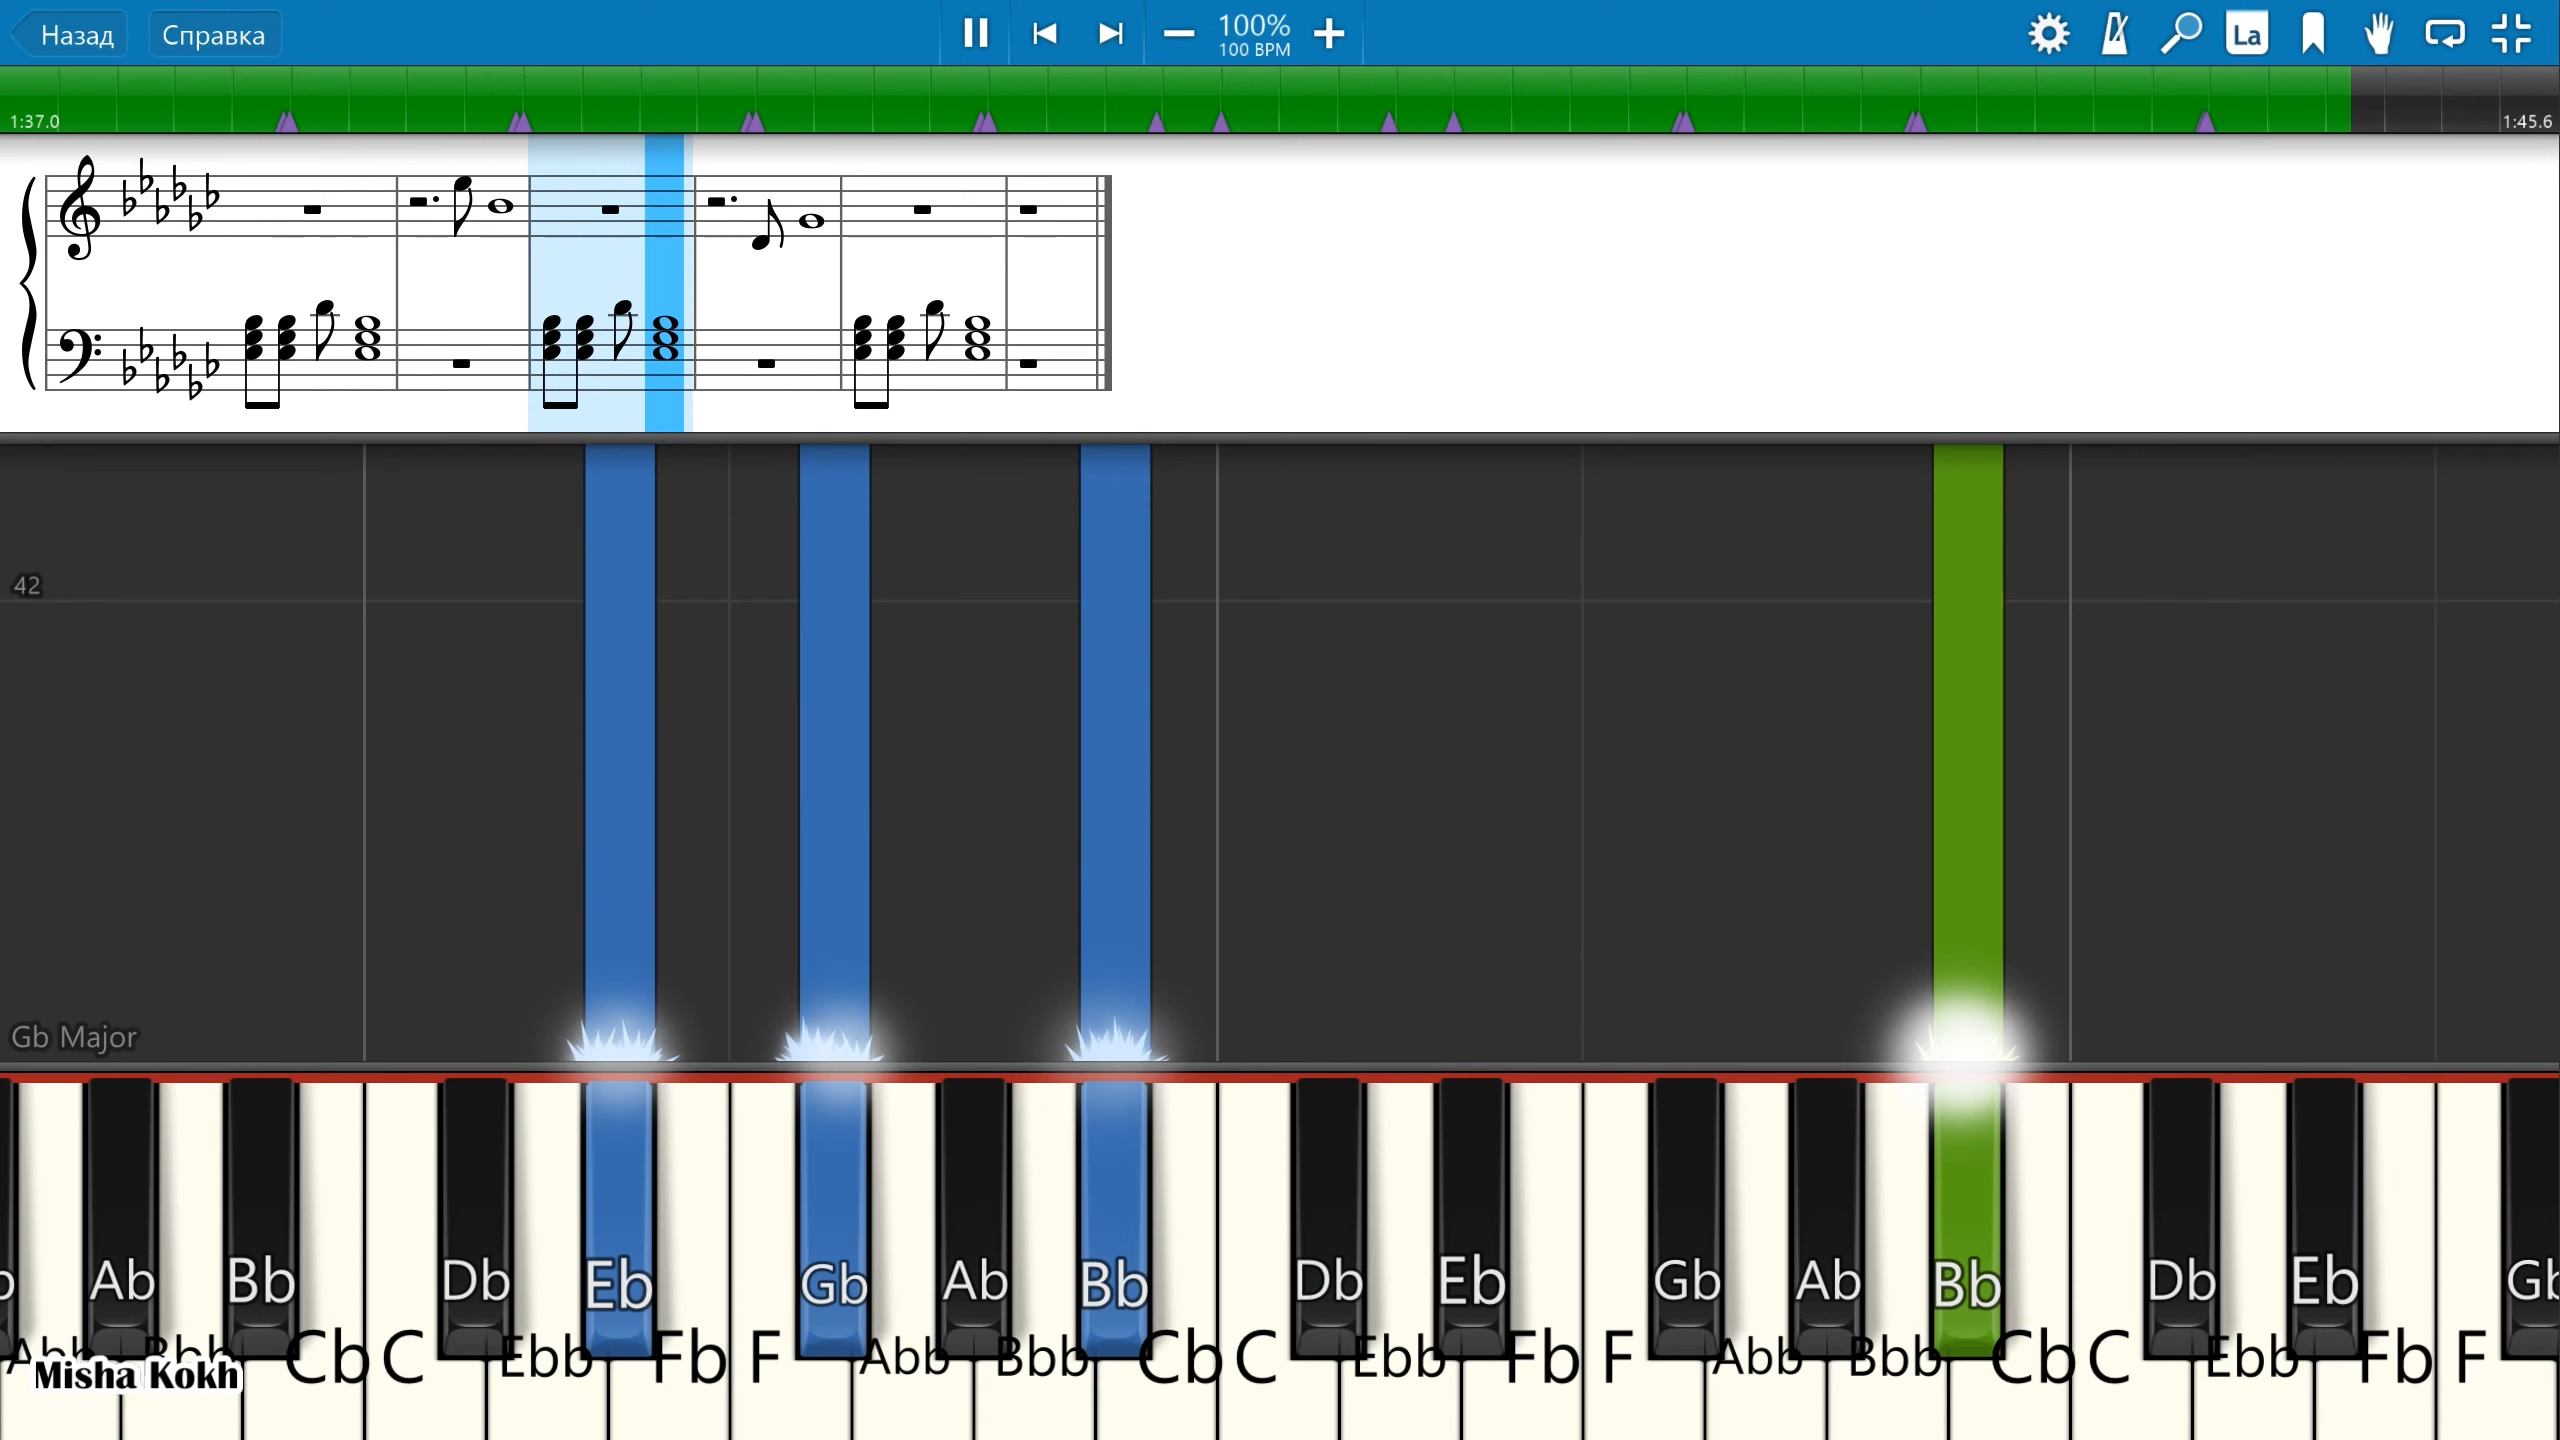 Назад Справка 100% La
100 BPM
1:37.0 1:45.6
42
Gb Major
Ab Bb Db Eb Gb Ab Bb Db Eb Gb Ab Bb Db Eb Gb
Abb Bbb Cb C Ebb Fb F Abb Bbb Cb C Ebb Fb F Abb Bbb Cb C Ebb Fb F
Misha Kokh